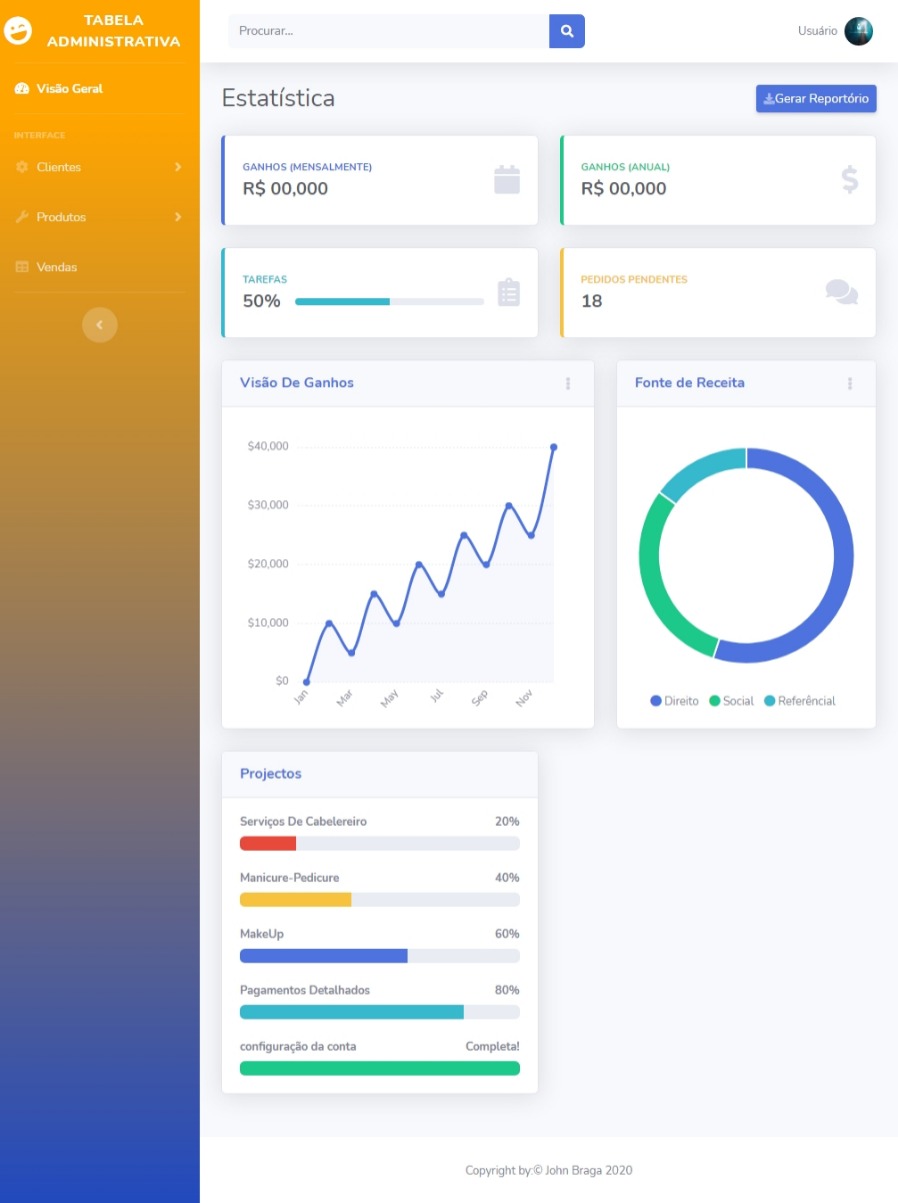 TABELA
ADMINISTRATIVA
Visão Geral
INTERFACE
Clientes
Produtos
Vendas
Procurar...
Usuário
Estatística
Gerar Reportório
GANHOS (MENSALMENTE)
R$ 00,000
GANHOS (ANUAL)
R$ 00,000
TAREFAS
50%
PEDIDOS PENDENTES
18
Visão De Ganhos
$40,000
$30,000
$20,000
$10,000
$0
Jan Mar May Jul Sep Nov
Fonte de Receita
Direito Social Referêncial
Projectos
Serviços De Cabelereiro 20%
Manicure-Pedicure 40%
MakeUp 60%
Pagamentos Detalhados 80%
configuração da conta Completa!
Copyright by:© John Braga 2020